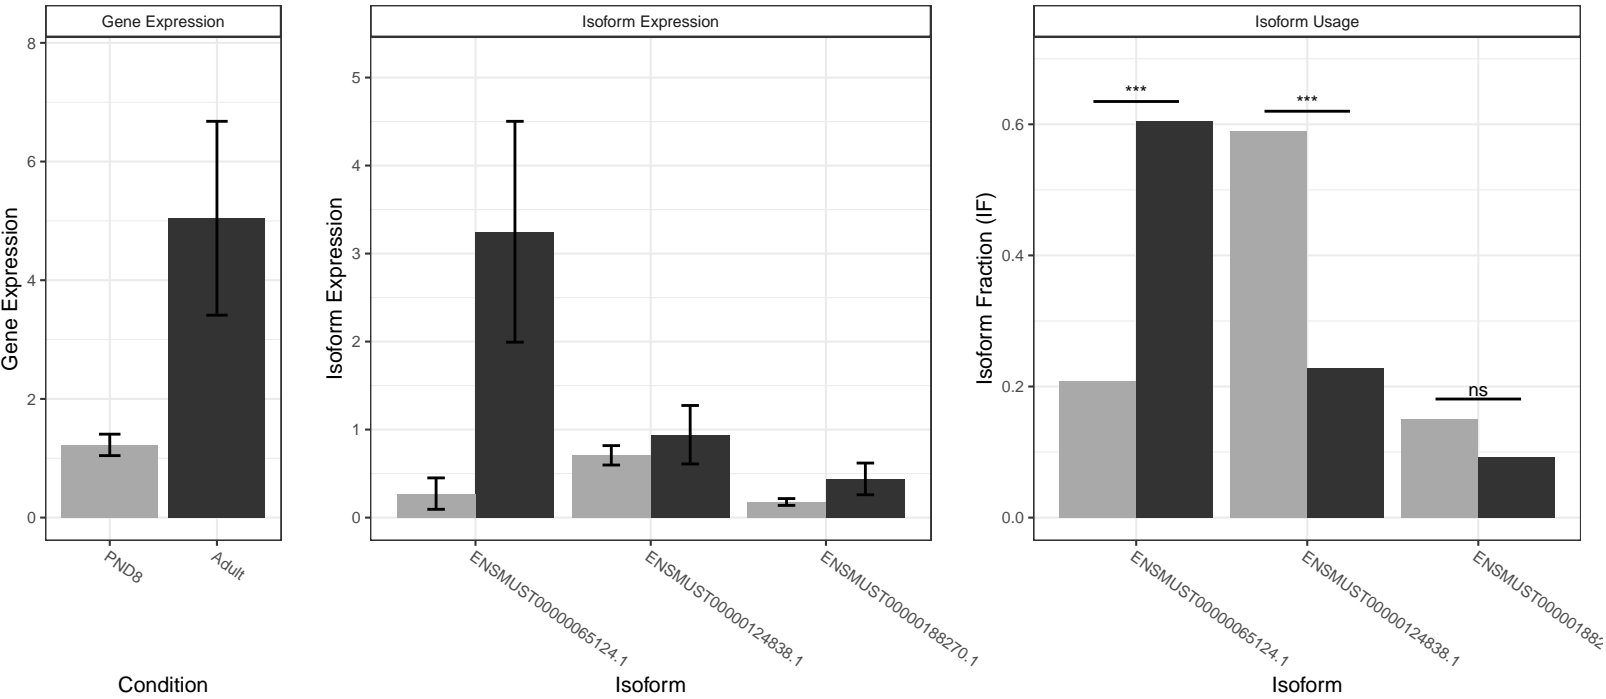 Gene Expression
Isoform Expression
Isoform Usage
Gene Expression
8
6
4
2
0
PND8
Adult
Condition
Isoform Expression
5
4
3
2
1
0
ENSMUST00000065124.1
ENSMUST00000124838.1
ENSMUST00000188270.1
Isoform
Isoform Fraction (IF)
0.6
0.4
0.2
0.0
***
***
ns
ENSMUST00000065124.1
ENSMUST00000124838.1
ENSMUST000001882
Isoform